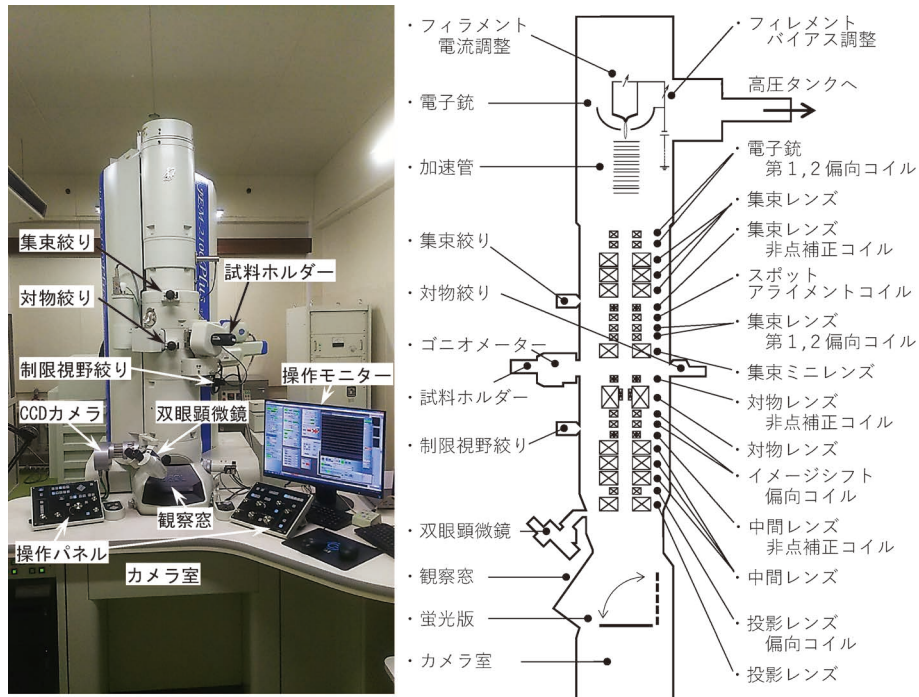 集束絞り
試料ホルダー
対物絞り
制限視野絞り
操作モニター
CCDカメラ
双眼顕微鏡
観察窓
操作パネル
カメラ室
・フィラメント
電流調整
・電子銃
・加速管
・集束絞り
・対物絞り
・ゴニオメーター
・試料ホルダー
・制限視野絞り
・双眼顕微鏡
・観察窓
・蛍光版
・カメラ室
・フィレメント
バイアス調整
高圧タンクへ
・電子銃
第1,2偏向コイル
・集束レンズ
・集束レンズ
非点補正コイル
・スポット
アライメントコイル
・集束レンズ
第1,2偏向コイル
・集束ミニレンズ
・対物レンズ
非点補正コイル
・対物レンズ
・イメージシフト
偏向コイル
・中間レンズ
非点補正コイル
・中間レンズ
・投影レンズ
偏向コイル
・投影レンズ